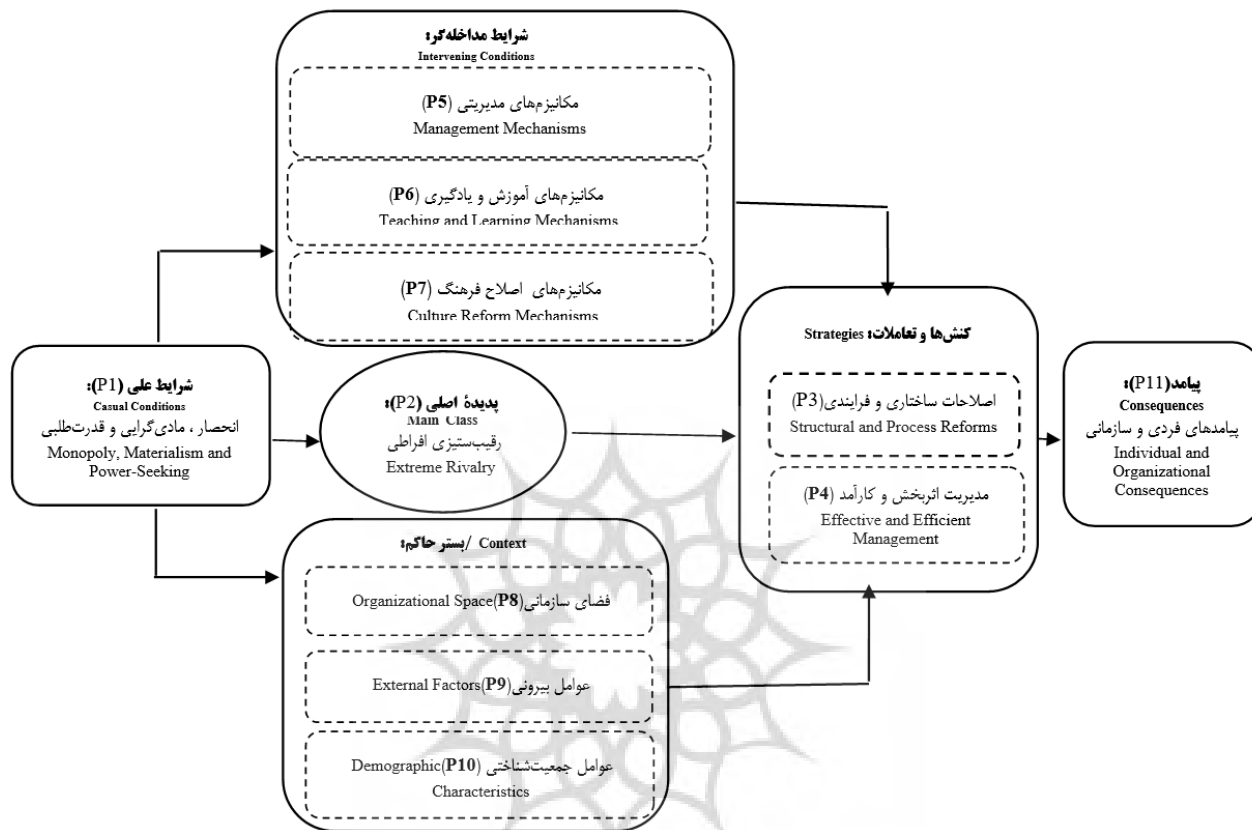 شرایط مداخله‌گر:
Intervening Conditions
مکانیزم‌های مدیریتی (P5)
Management Mechanisms
مکانیزم‌های آموزش و یادگیری (P6)
Teaching and Learning Mechanisms
مکانیزم‌های اصلاح فرهنگ (P7)
Culture Reform Mechanisms
شرایط علی (P1):
Casual Conditions
انحصار ، مادی‌گرایی و قدرت‌طلبی
Monopoly, Materialism and
Power-Seeking
پدیدۀ اصلی (P2):
Main Class
رقیب‌ستیزی افراطی
Extreme Rivalry
بستر حاکم: / Context
فضای سازمانی(P8) Organizational Space
عوامل بیرونی(P9) External Factors
عوامل جمعیت‌شناختی (P10) Demographic
Characteristics
کنش‌ها و تعاملات: Strategies
اصلاحات ساختاری و فرایندی(P3)
Structural and Process Reforms
مدیریت اثربخش و کارآمد (P4)
Effective and Efficient
Management
پیامد(P11):
Consequences
پیامدهای فردی و سازمانی
Individual and
Organizational
Consequences